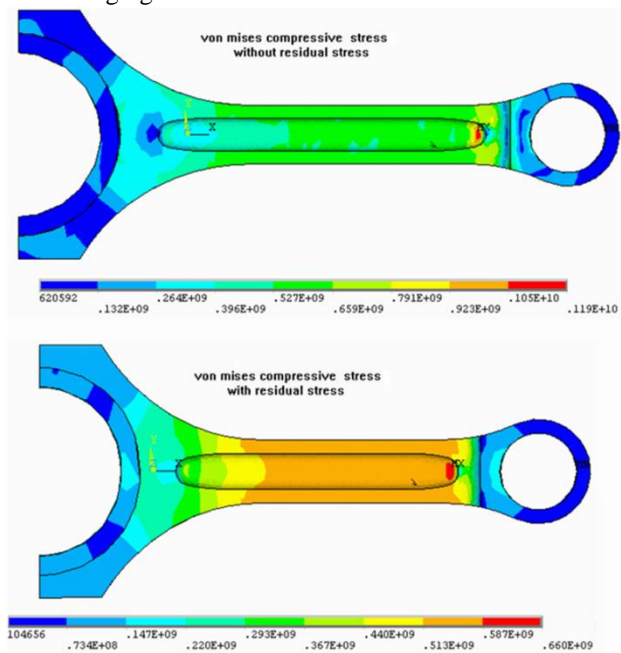 von mises compressive stress
without residual stress
Y
X
MX
620592 .264E+09 .527E+09 .791E+09 .105E+10
.132E+09 .396E+09 .659E+09 .923E+09 .119E+10
von mises compressive stress
with residual stress
Y
X
MX
104656 .147E+09 .293E+09 .440E+09 .587E+09
.734E+08 .220E+09 .367E+09 .513E+09 .660E+09